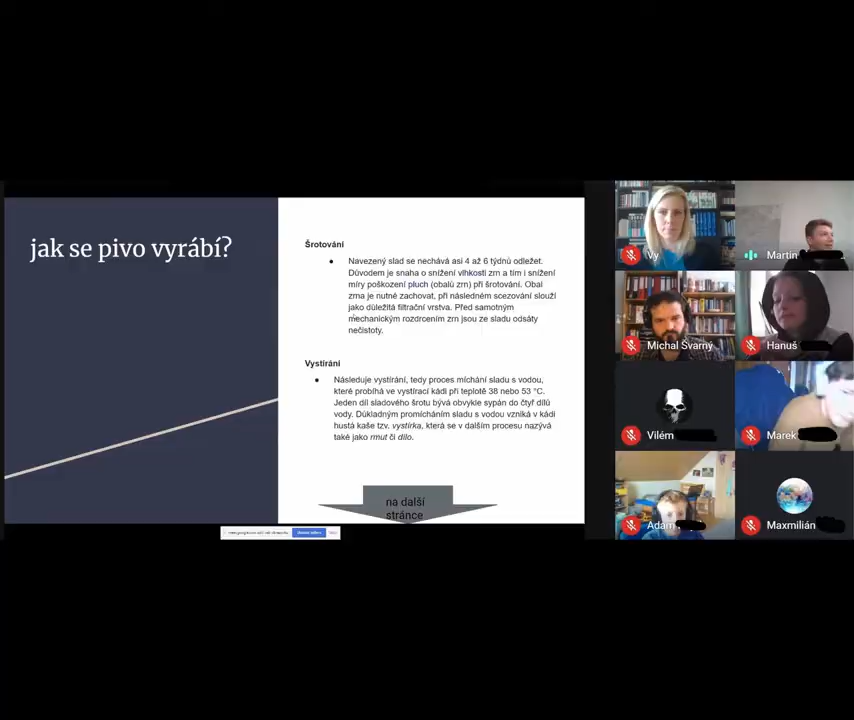 jak se pivo vyrábí?
Šrotování
● Navezený slad se nechává asi 4 až 6 týdnů odležet.
Důvodem je snaha o snížení vlhkosti zrn a tím i snížení
míry poškození pluch (obalů zrn) při šrotování. Obal
zrna je nutné zachovat, při následném scezování slouží
jako důležitá filtrační vrstva. Před samotným
mechanickým rozdrcením zrn jsou ze sladu odsáty
nečistoty.
Vystírání
● Následuje vystírání, tedy proces míchání sladu s vodou,
které probíhá ve vystírací kádi při teplotě 38 nebo 53 °C.
Jeden díl sladového šrotu bývá obvykle sypán do čtyř dílů
vody. Důkladným promícháním sladu s vodou vzniká v kádi
hustá kaše tzv. vystírka, která se v dalším procesu nazývá
také jako rmut či dílo.
na další
stránce
Vy
Martin
Michal Švarný
Hanuš
Vilém
Marek
Adam
Maxmilián